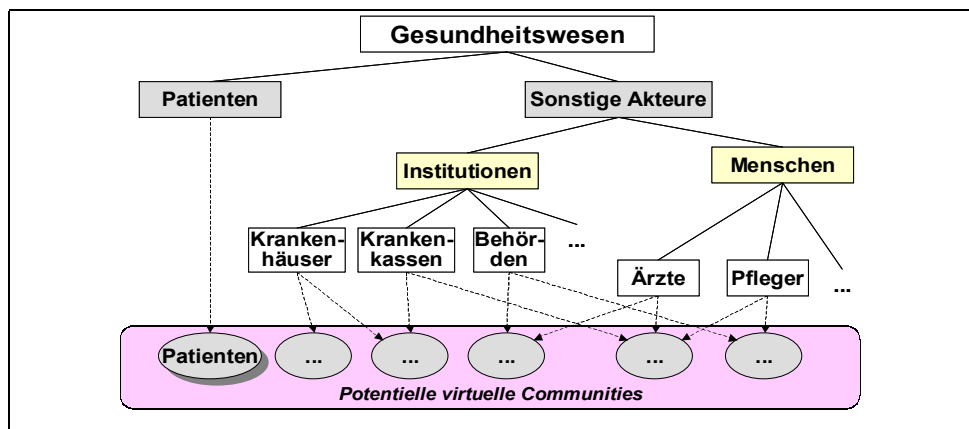 Gesundheitswesen
Patienten
Sonstige Akteure
Institutionen
Menschen
Kranken-
häuser
Kranken-
kassen
Behör-
den
...
Ärzte
Pfleger
...
Patienten
...
...
...
...
...
Potentielle virtuelle Communities